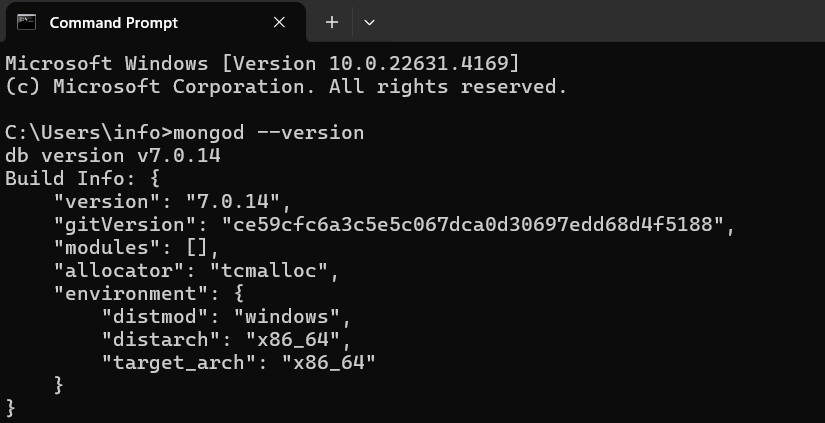 Command Prompt
Microsoft Windows [Version 10.0.22631.4169]
(c) Microsoft Corporation. All rights reserved.
C:\Users\info>mongod --version
db version v7.0.14
Build Info: {
    "version": "7.0.14",
    "gitVersion": "ce59cfc6a3c5e5c067dca0d30697edd68d4f5188",
    "modules": [],
    "allocator": "tcmalloc",
    "environment": {
        "distmod": "windows",
        "distarch": "x86_64",
        "target_arch": "x86_64"
    }
}